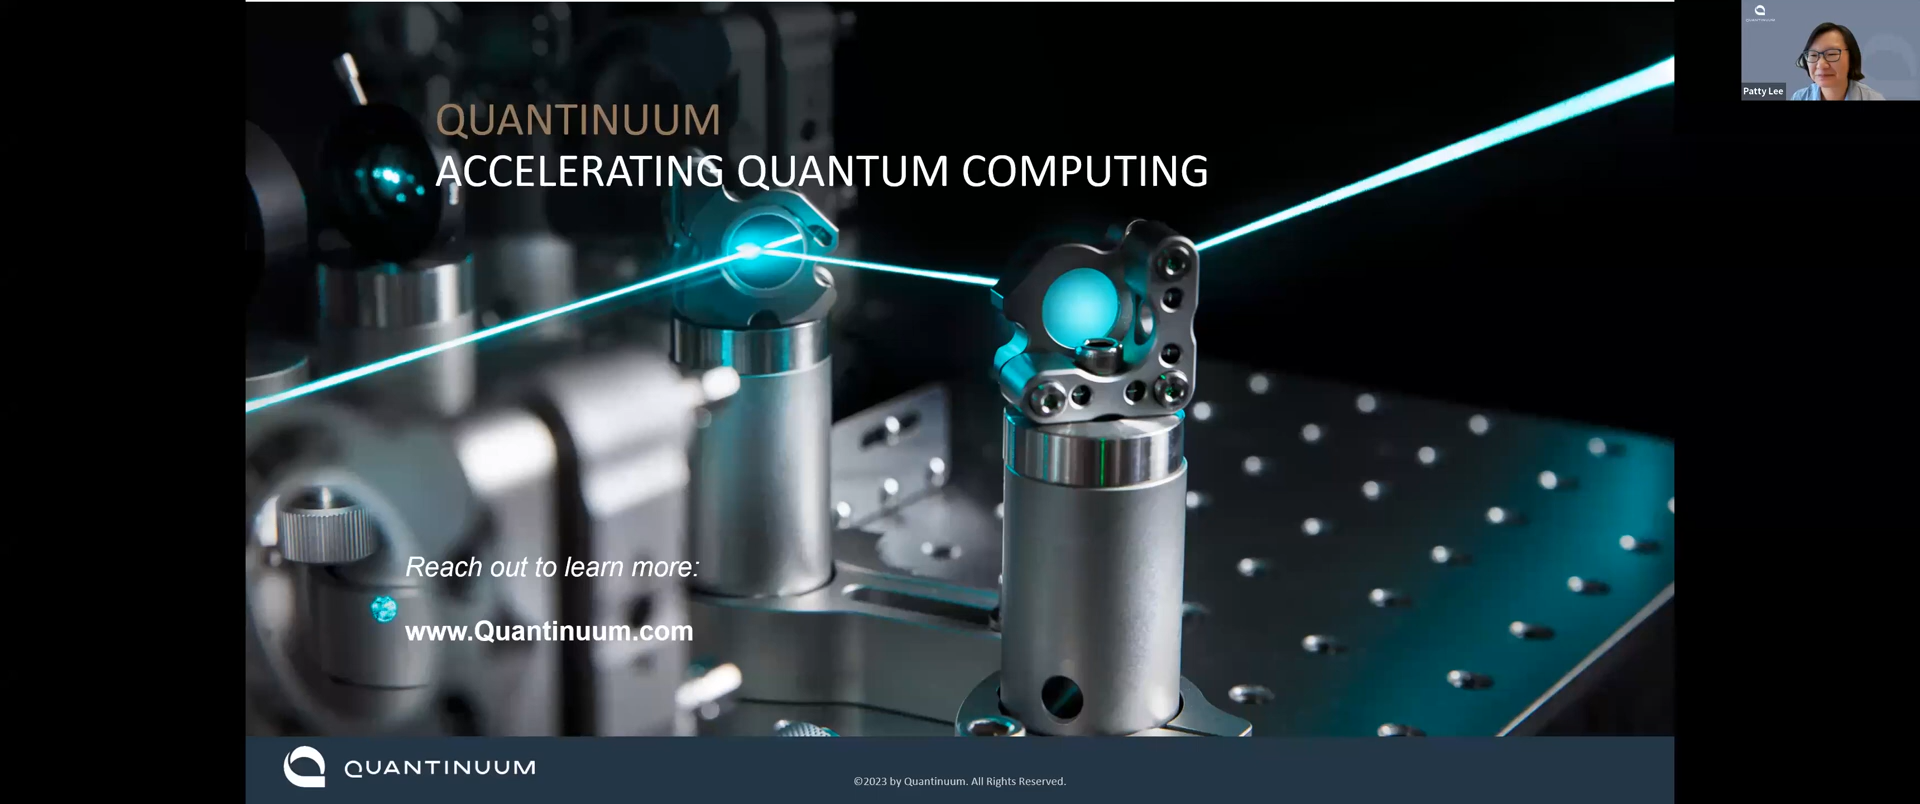 QUANTINUUM
ACCELERATING QUANTUM COMPUTING
Patty Lee
Reach out to learn more:
www.Quantinuum.com
QUANTINUUM
©2023 by Quantinuum. All Rights Reserved.